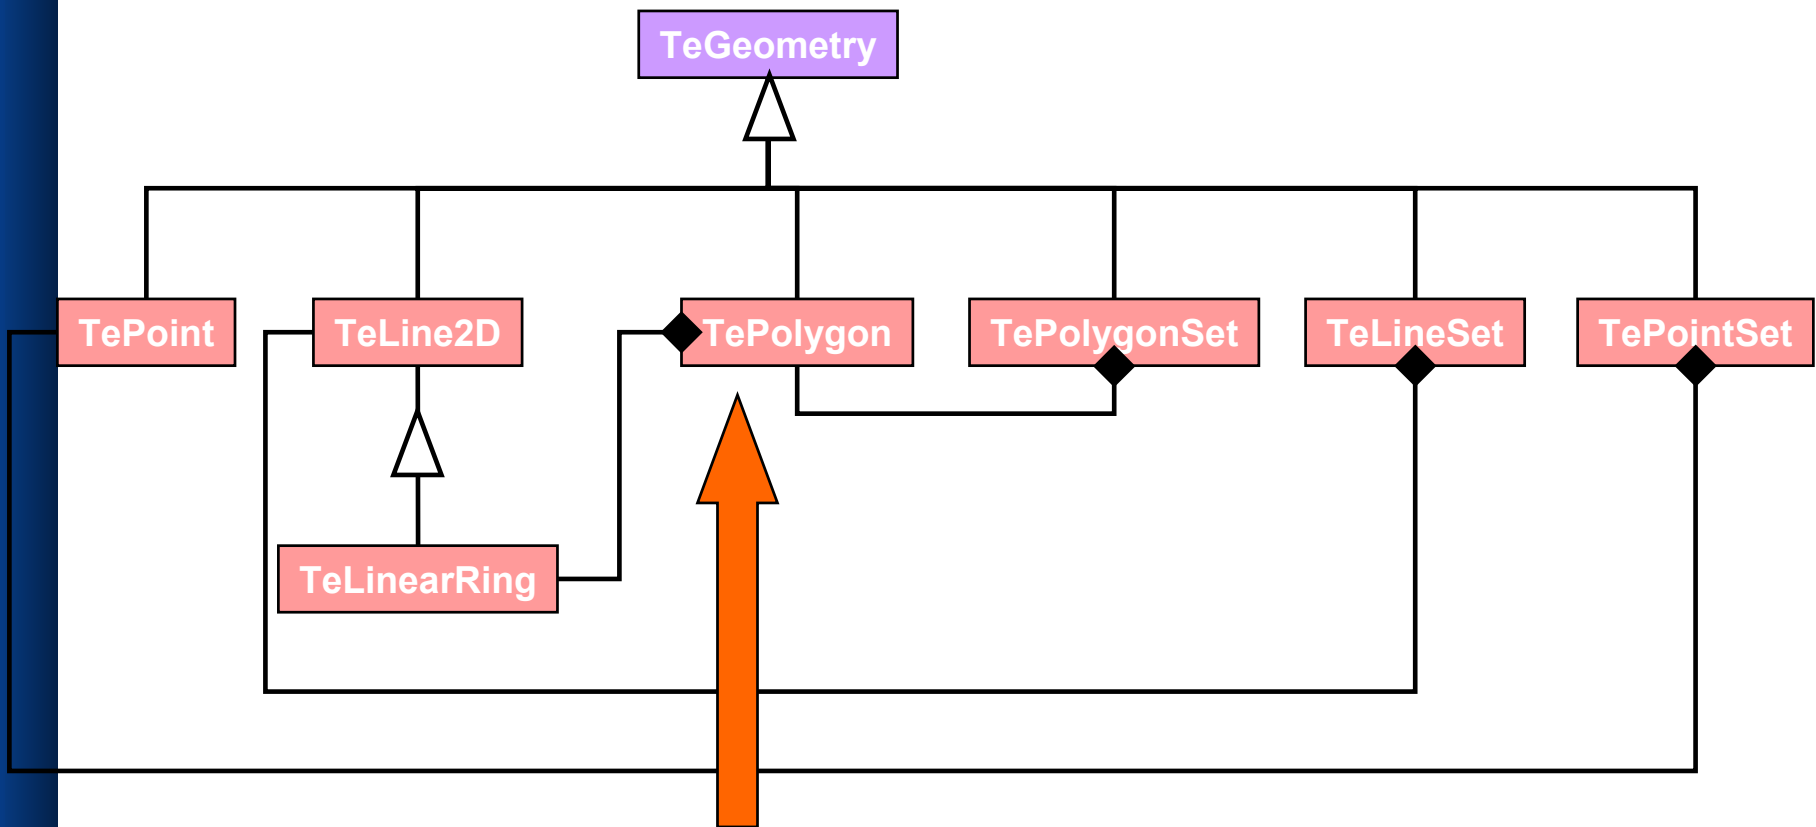 TeGeometry
TePoint
TeLine2D
TePolygon
TePolygonSet
TeLineSet
TePointSet
TeLinearRing